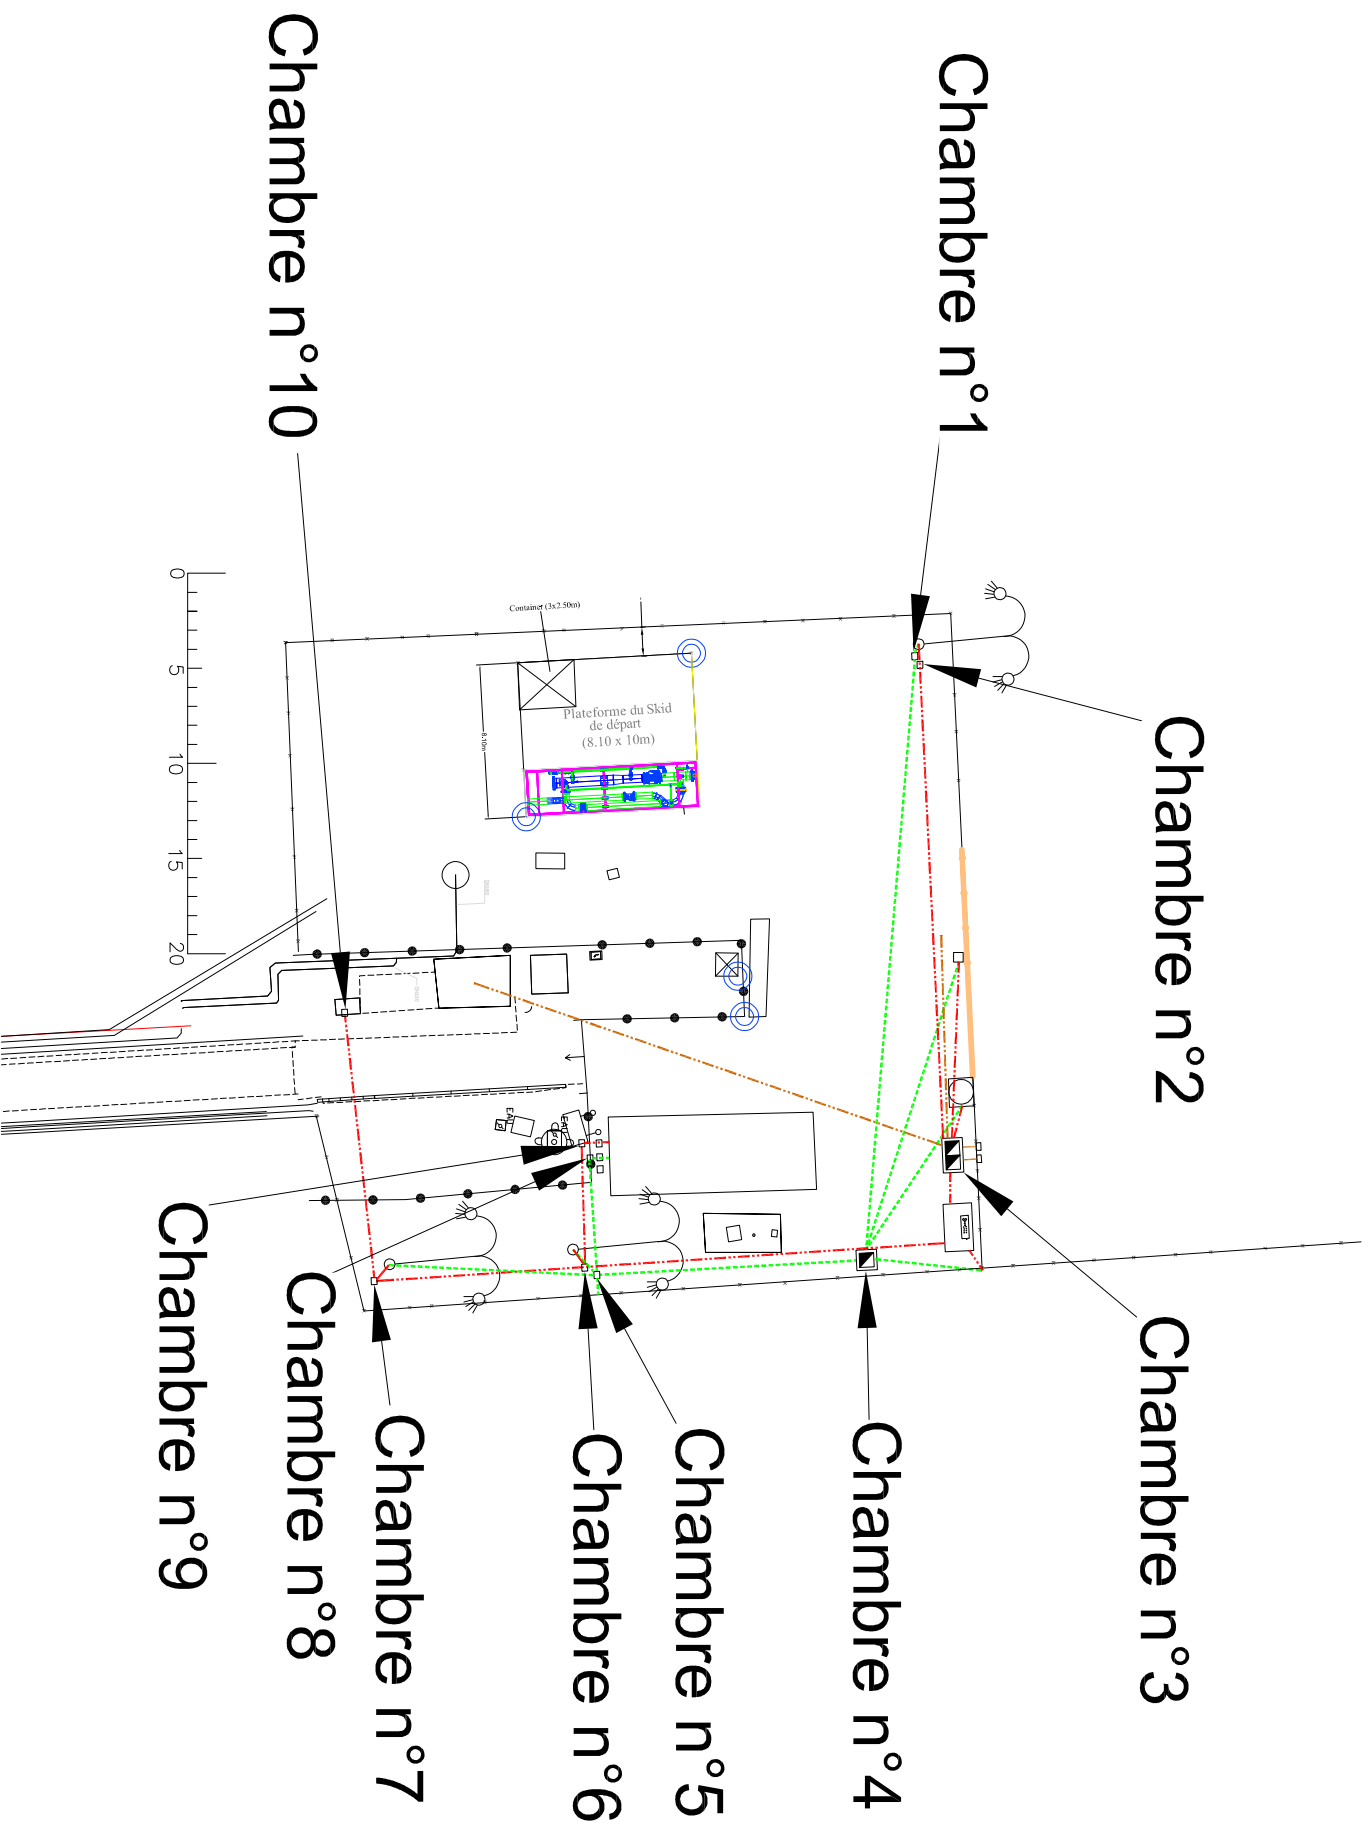 Chambre n°1
Chambre n°2
Chambre n°3
Chambre n°4
Chambre n°5
Chambre n°6
Chambre n°7
Chambre n°8
Chambre n°9
Chambre n°10
Container (3x2.50m)
Plateforme du Skid
de départ
(8.10 x 10m)
8.10m
0
5
10
15
20
EAU
EAU